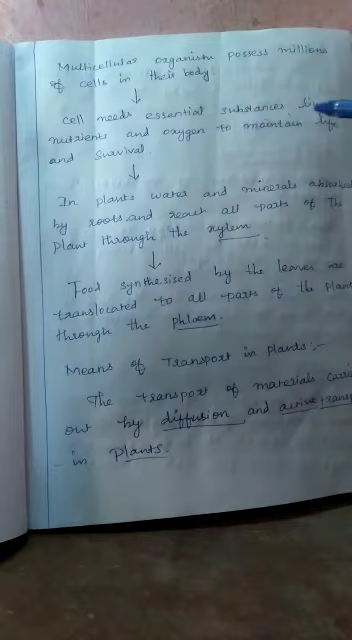 Multicellular organism possess millions
of cells in their body.
↓
Cell needs essential substances
nutrients and oxygen to maintain life
and survival.
↓
In plants water and minerals absorbed
by roots and reach all parts of The
plant through the xylem.
↓
Food synthesised by the leaves are
translocated to all parts of the plant
through the phloem.
Means of Transport in plants:-
The transport of materials
out by diffusion and active
in plants.